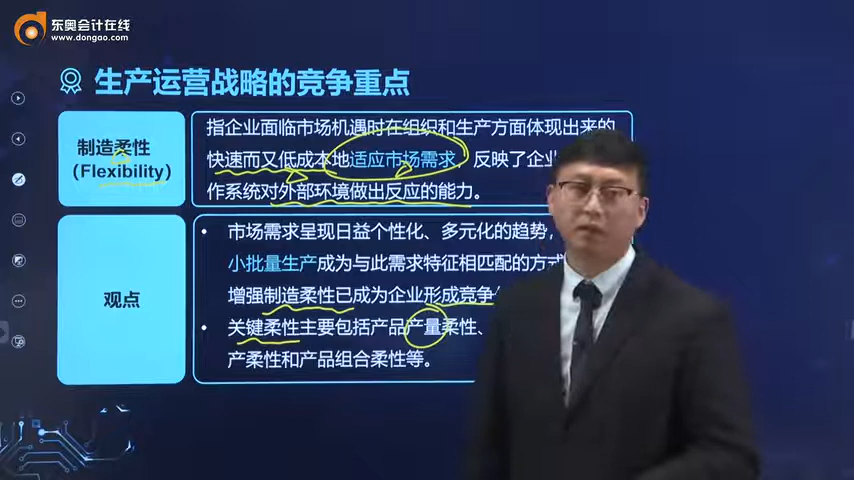 东奥会计在线
www.dongao.com
生产运营战略的竞争重点
制造柔性
（Flexibility）
指企业面临市场机遇时在组织和生产方面体现出来的
快速而又低成本地适应市场需求，反映了企业
作系统对外部环境做出反应的能力。
观点
• 市场需求呈现日益个性化、多元化的趋势，
小批量生产成为与此需求特征相匹配的方式
增强制造柔性已成为企业形成竞争
• 关键柔性主要包括产品产量柔性、
产柔性和产品组合柔性等。